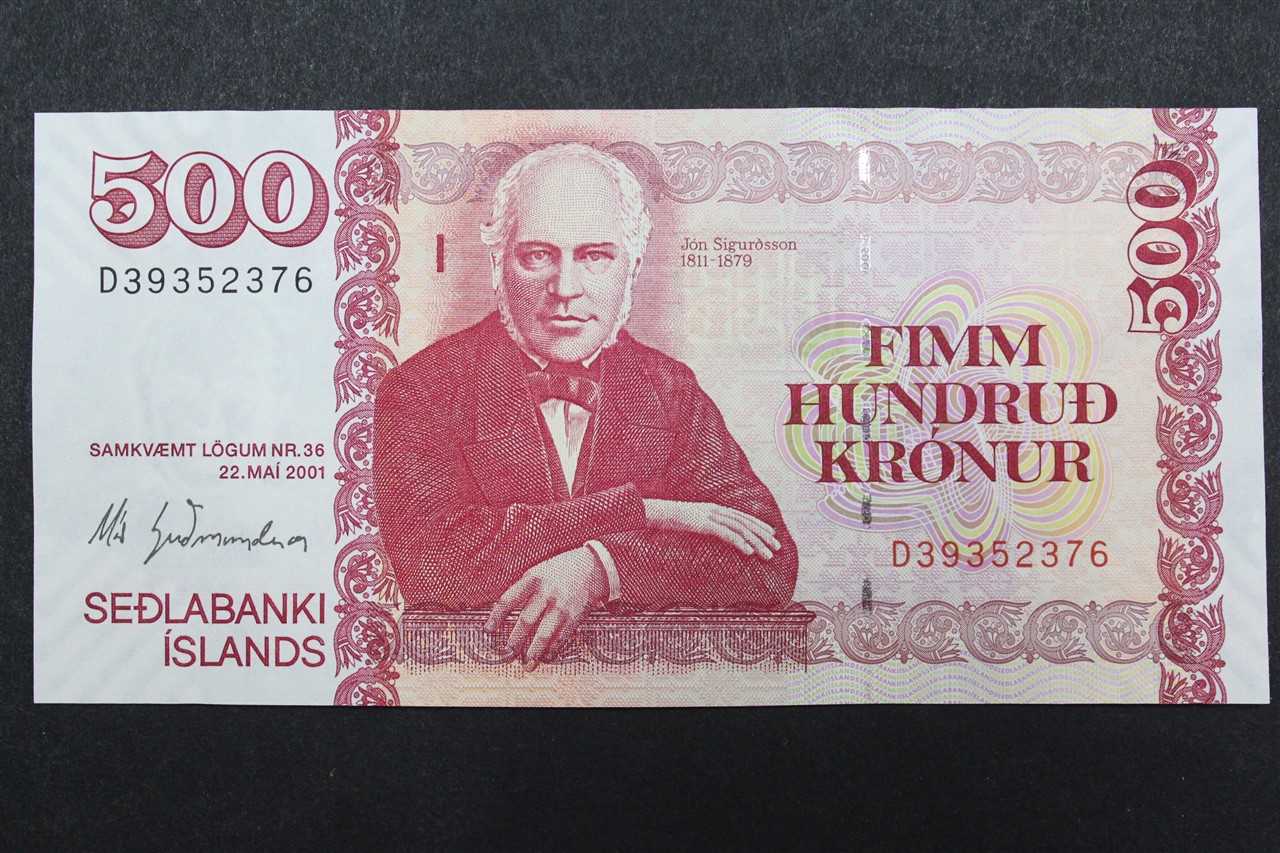 500
D39352376
SAMKVÆMT LÖGUM NR.36
22.MAÍ 2001
SEÐLABANKI
ÍSLANDS
Jón Sigurðsson
1811-1879
500
FIMM
HUNDRUÐ
KRÓNUR
D39352376